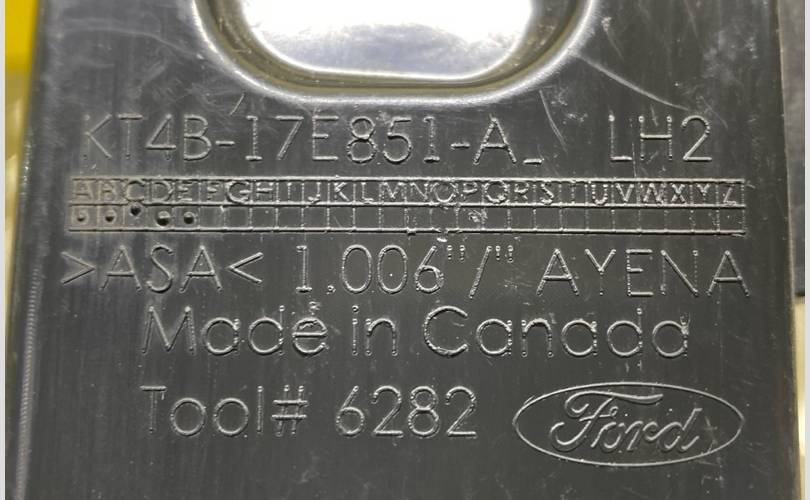 KT4B-17E851-A_ LH2
ABCDEFGHIJKLMNOPQRSTUVWXYZ
>ASA< 1.006"/" AYENA
Made in Canada
Tool# 6282 Ford